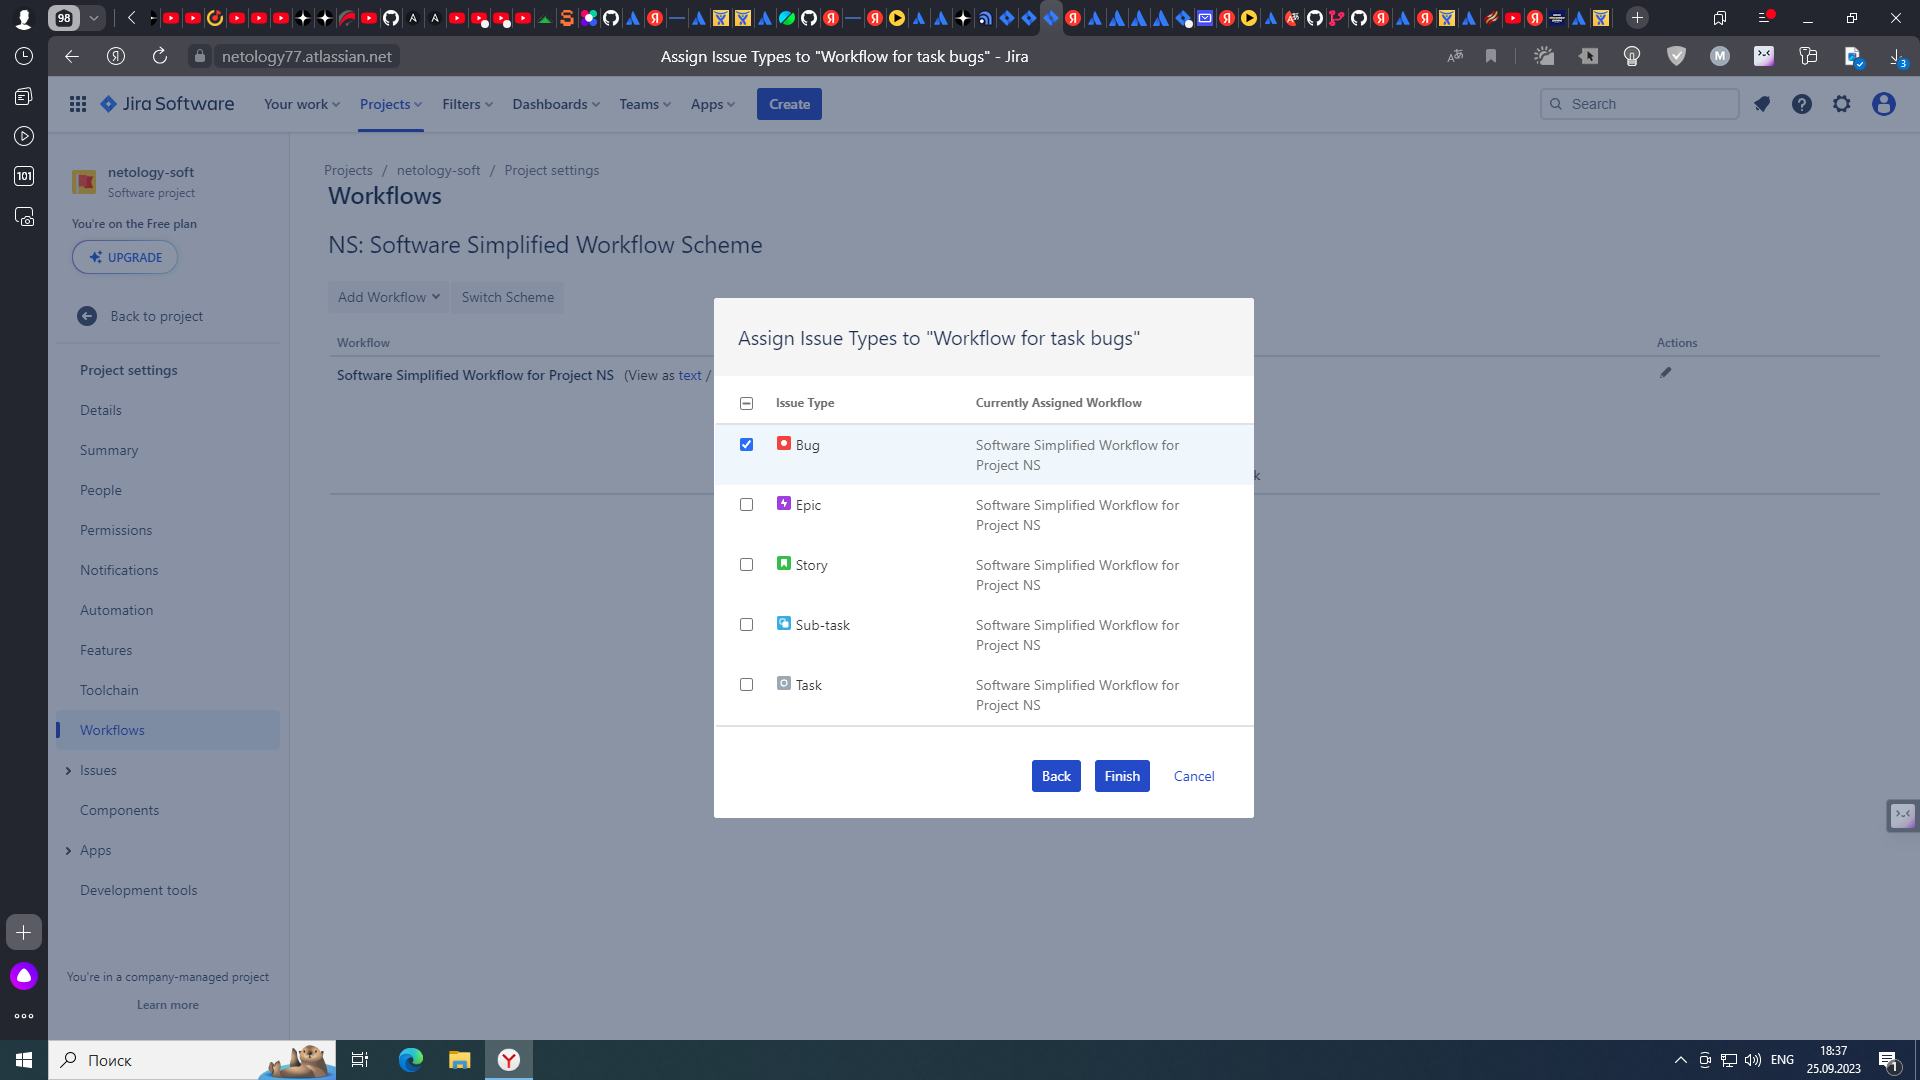 98
netology77.atlassian.net
Assign Issue Types to "Workflow for task bugs" - Jira
3
101
Jira Software
Your work
Projects
Filters
Dashboards
Teams
Apps
Create
Search
netology-soft
Software project
You're on the Free plan
UPGRADE
Back to project
Project settings
Details
Summary
People
Permissions
Notifications
Automation
Features
Toolchain
Workflows
Issues
Components
Apps
Development tools
You're in a company-managed project
Learn more
Projects / netology-soft / Project settings
Workflows
NS: Software Simplified Workflow Scheme
Add Workflow
Switch Scheme
Workflow
Actions
Software Simplified Workflow for Project NS (View as text /
k
Assign Issue Types to "Workflow for task bugs"
Issue Type Currently Assigned Workflow
Bug Software Simplified Workflow for
Project NS
Epic Software Simplified Workflow for
Project NS
Story Software Simplified Workflow for
Project NS
Sub-task Software Simplified Workflow for
Project NS
Task Software Simplified Workflow for
Project NS
Back
Finish
Cancel
Поиск
ENG
18:37
25.09.2023
1